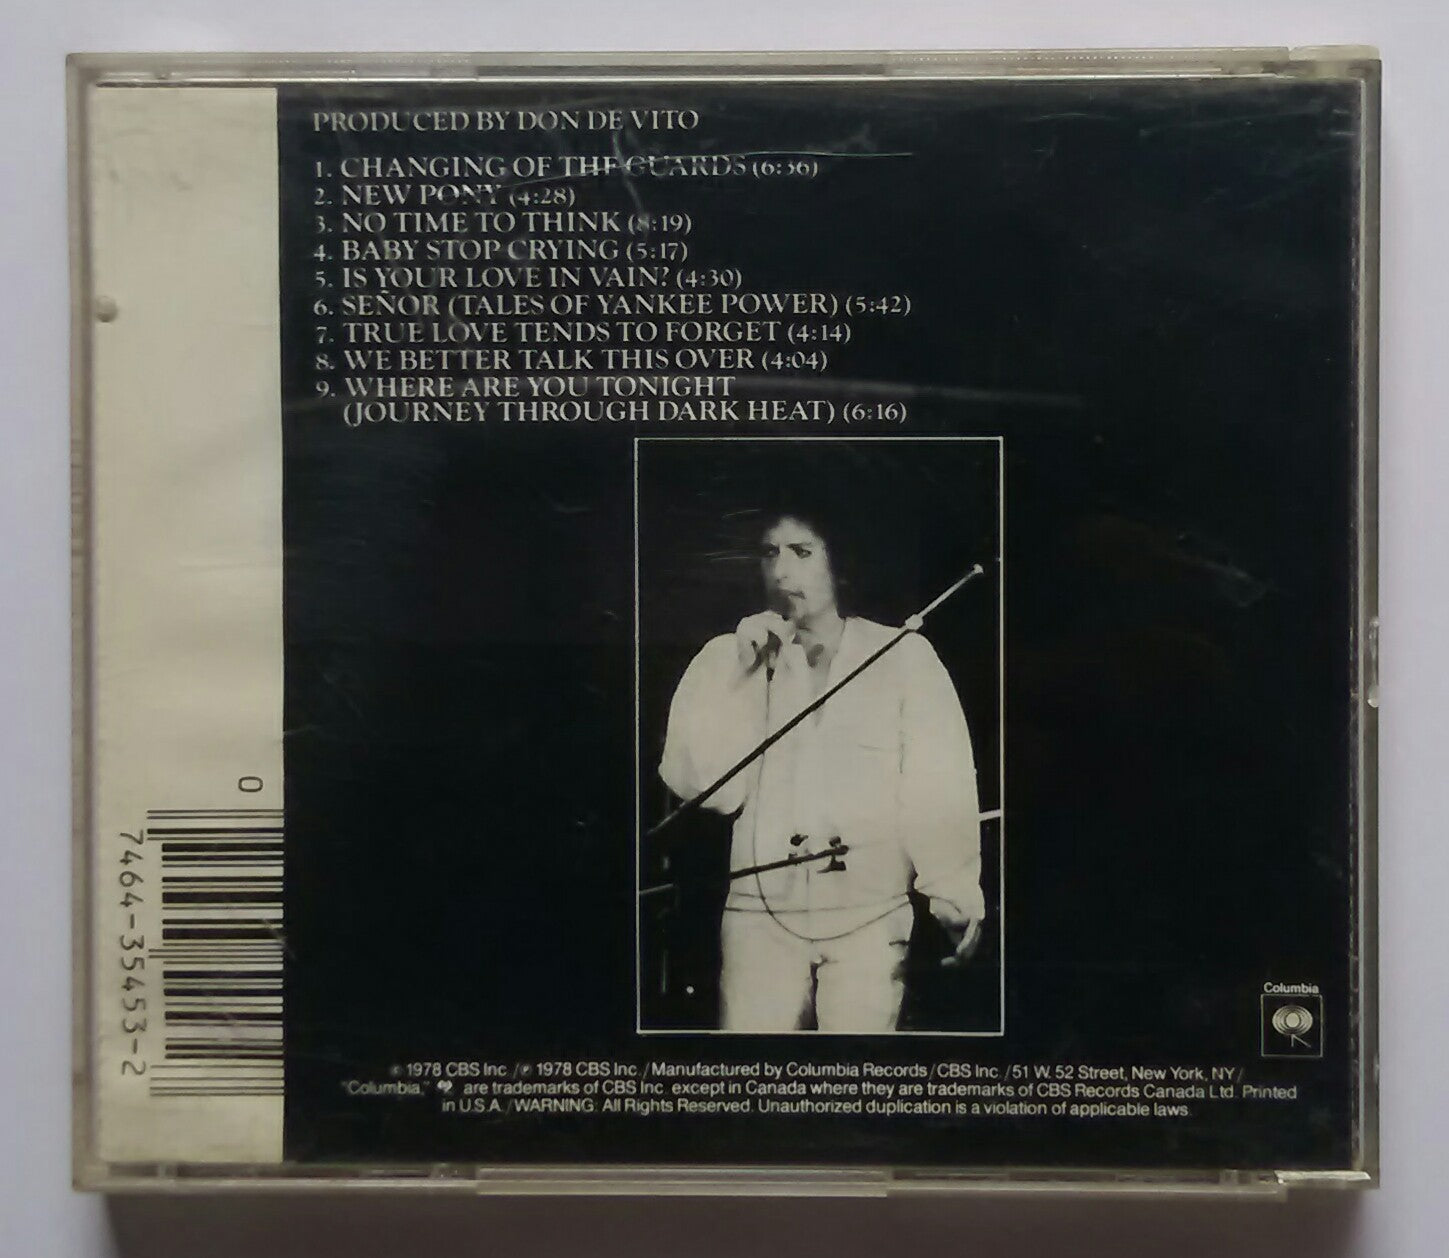 PRODUCED BY DON DE VITO
1. CHANGING OF THE GUARDS (6:36)
2. NEW PONY (4:28)
3. NO TIME TO THINK (8:19)
4. BABY STOP CRYING (5:17)
5. IS YOUR LOVE IN VAIN? (4:30)
6. SEÑOR (TALES OF YANKEE POWER) (5:42)
7. TRUE LOVE TENDS TO FORGET (4:14)
8. WE BETTER TALK THIS OVER (4:04)
9. WHERE ARE YOU TONIGHT
(JOURNEY THROUGH DARK HEAT) (6:16)
0
7464-35453-2
Columbia
© 1978 CBS Inc./℗ 1978 CBS Inc./Manufactured by Columbia Records/CBS Inc./51 W. 52 Street, New York, NY/
"Columbia," are trademarks of CBS Inc. except in Canada where they are trademarks of CBS Records Canada Ltd. Printed
in U.S.A./WARNING: All Rights Reserved. Unauthorized duplication is a violation of applicable laws.